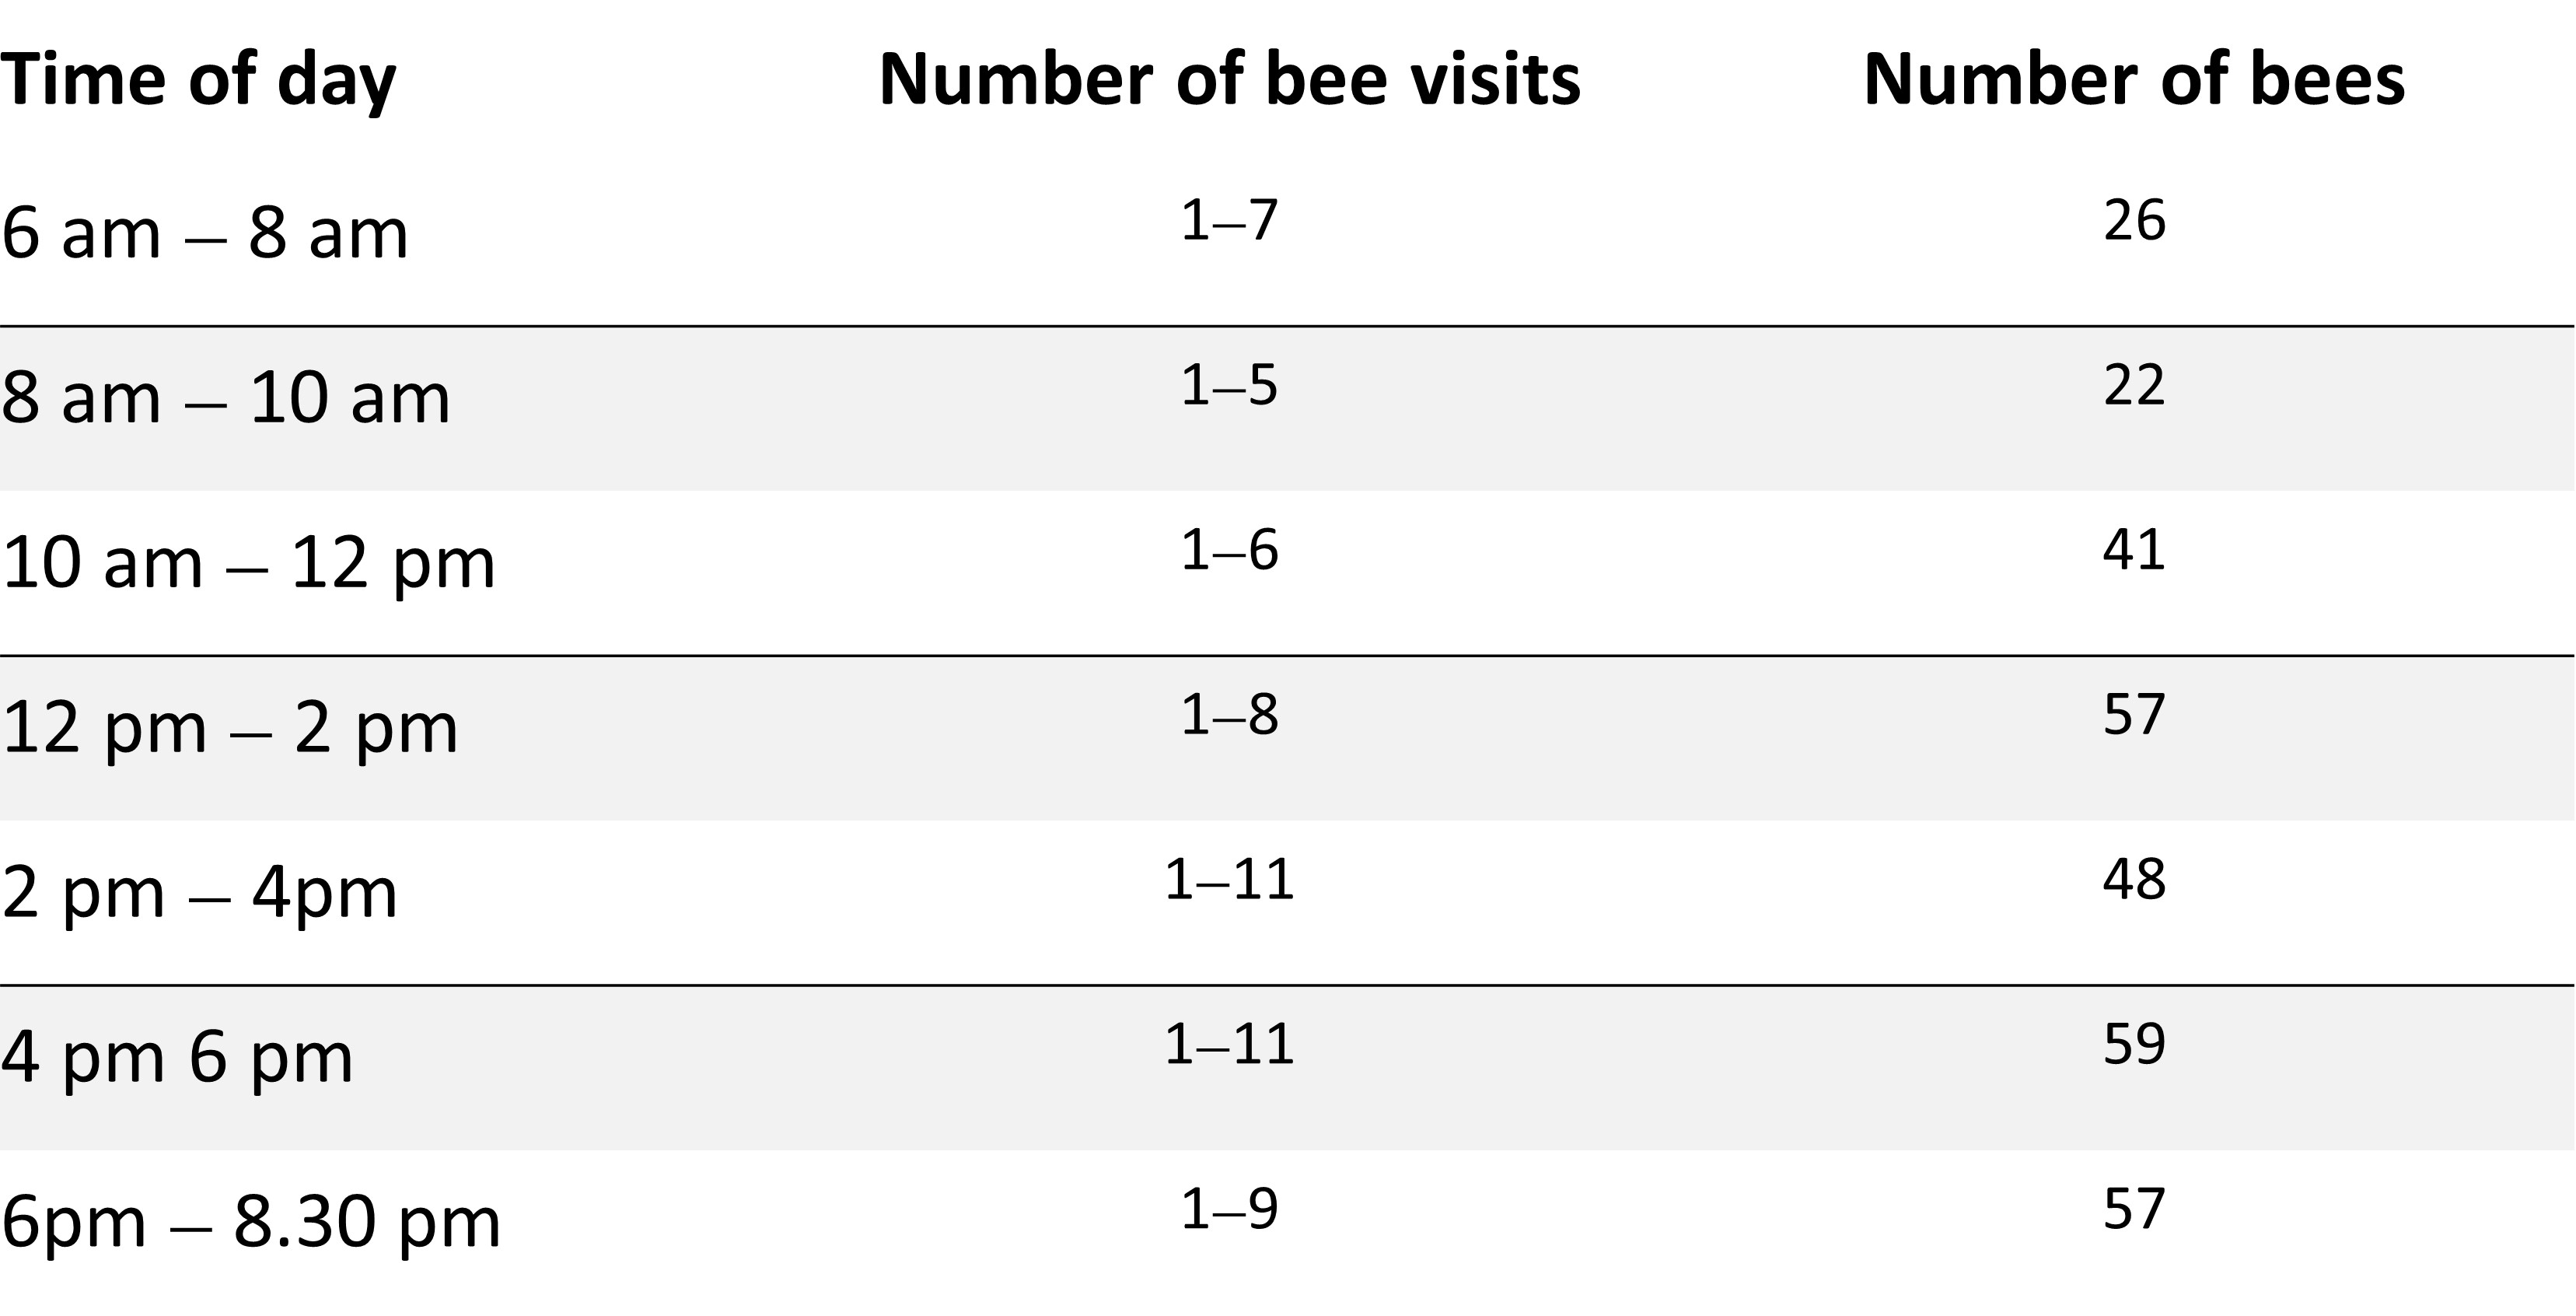 Time of day Number of bee visits Number of bees
6 am – 8 am 1–7 26
8 am – 10 am 1–5 22
10 am – 12 pm 1–6 41
12 pm – 2 pm 1–8 57
2 pm – 4pm 1–11 48
4 pm 6 pm 1–11 59
6pm – 8.30 pm 1–9 57